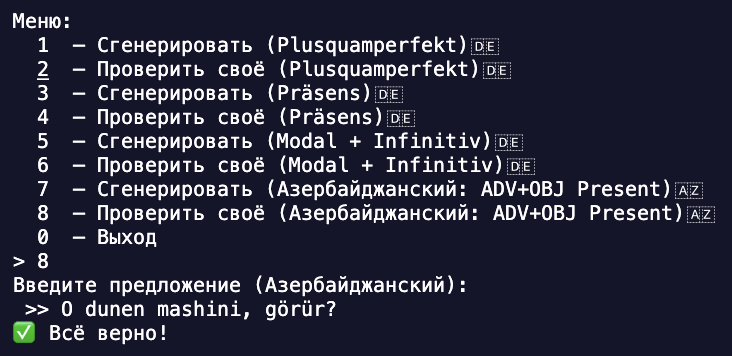 Меню:
1 – Сгенерировать (Plusquamperfekt)🇩🇪
2 – Проверить своё (Plusquamperfekt)🇩🇪
3 – Сгенерировать (Präsens)🇩🇪
4 – Проверить своё (Präsens)🇩🇪
5 – Сгенерировать (Modal + Infinitiv)🇩🇪
6 – Проверить своё (Modal + Infinitiv)🇩🇪
7 – Сгенерировать (Азербайджанский: ADV+OBJ Present)🇦🇿
8 – Проверить своё (Азербайджанский: ADV+OBJ Present)🇦🇿
0 – Выход
> 8
Введите предложение (Азербайджанский):
>> O dunen mashini, görür?
✅ Всё верно!